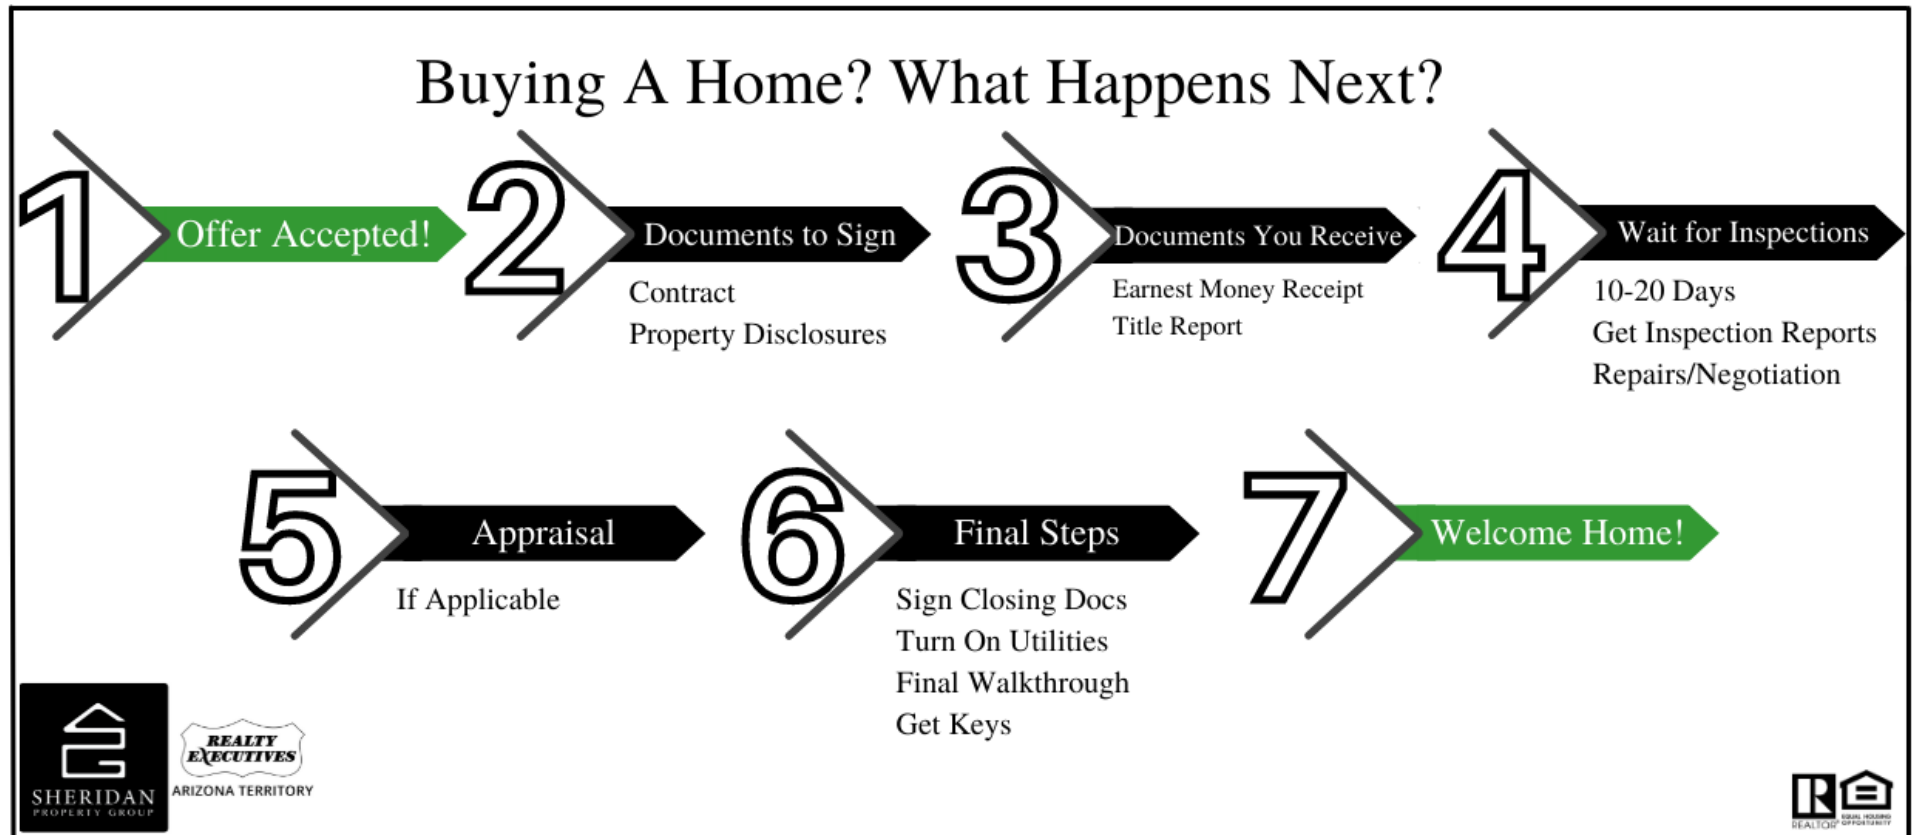 Buying A Home? What Happens Next?
1
Offer Accepted!
2
Documents to Sign
Contract
Property Disclosures
3
Documents You Receive
Earnest Money Receipt
Title Report
4
Wait for Inspections
10-20 Days
Get Inspection Reports
Repairs/Negotiation
5
Appraisal
If Applicable
6
Final Steps
Sign Closing Docs
Turn On Utilities
Final Walkthrough
Get Keys
7
Welcome Home!
SHERIDAN
PROPERTY GROUP
REALTY
EXECUTIVES
ARIZONA TERRITORY
R
REALTOR®
EQUAL HOUSING
OPPORTUNITY